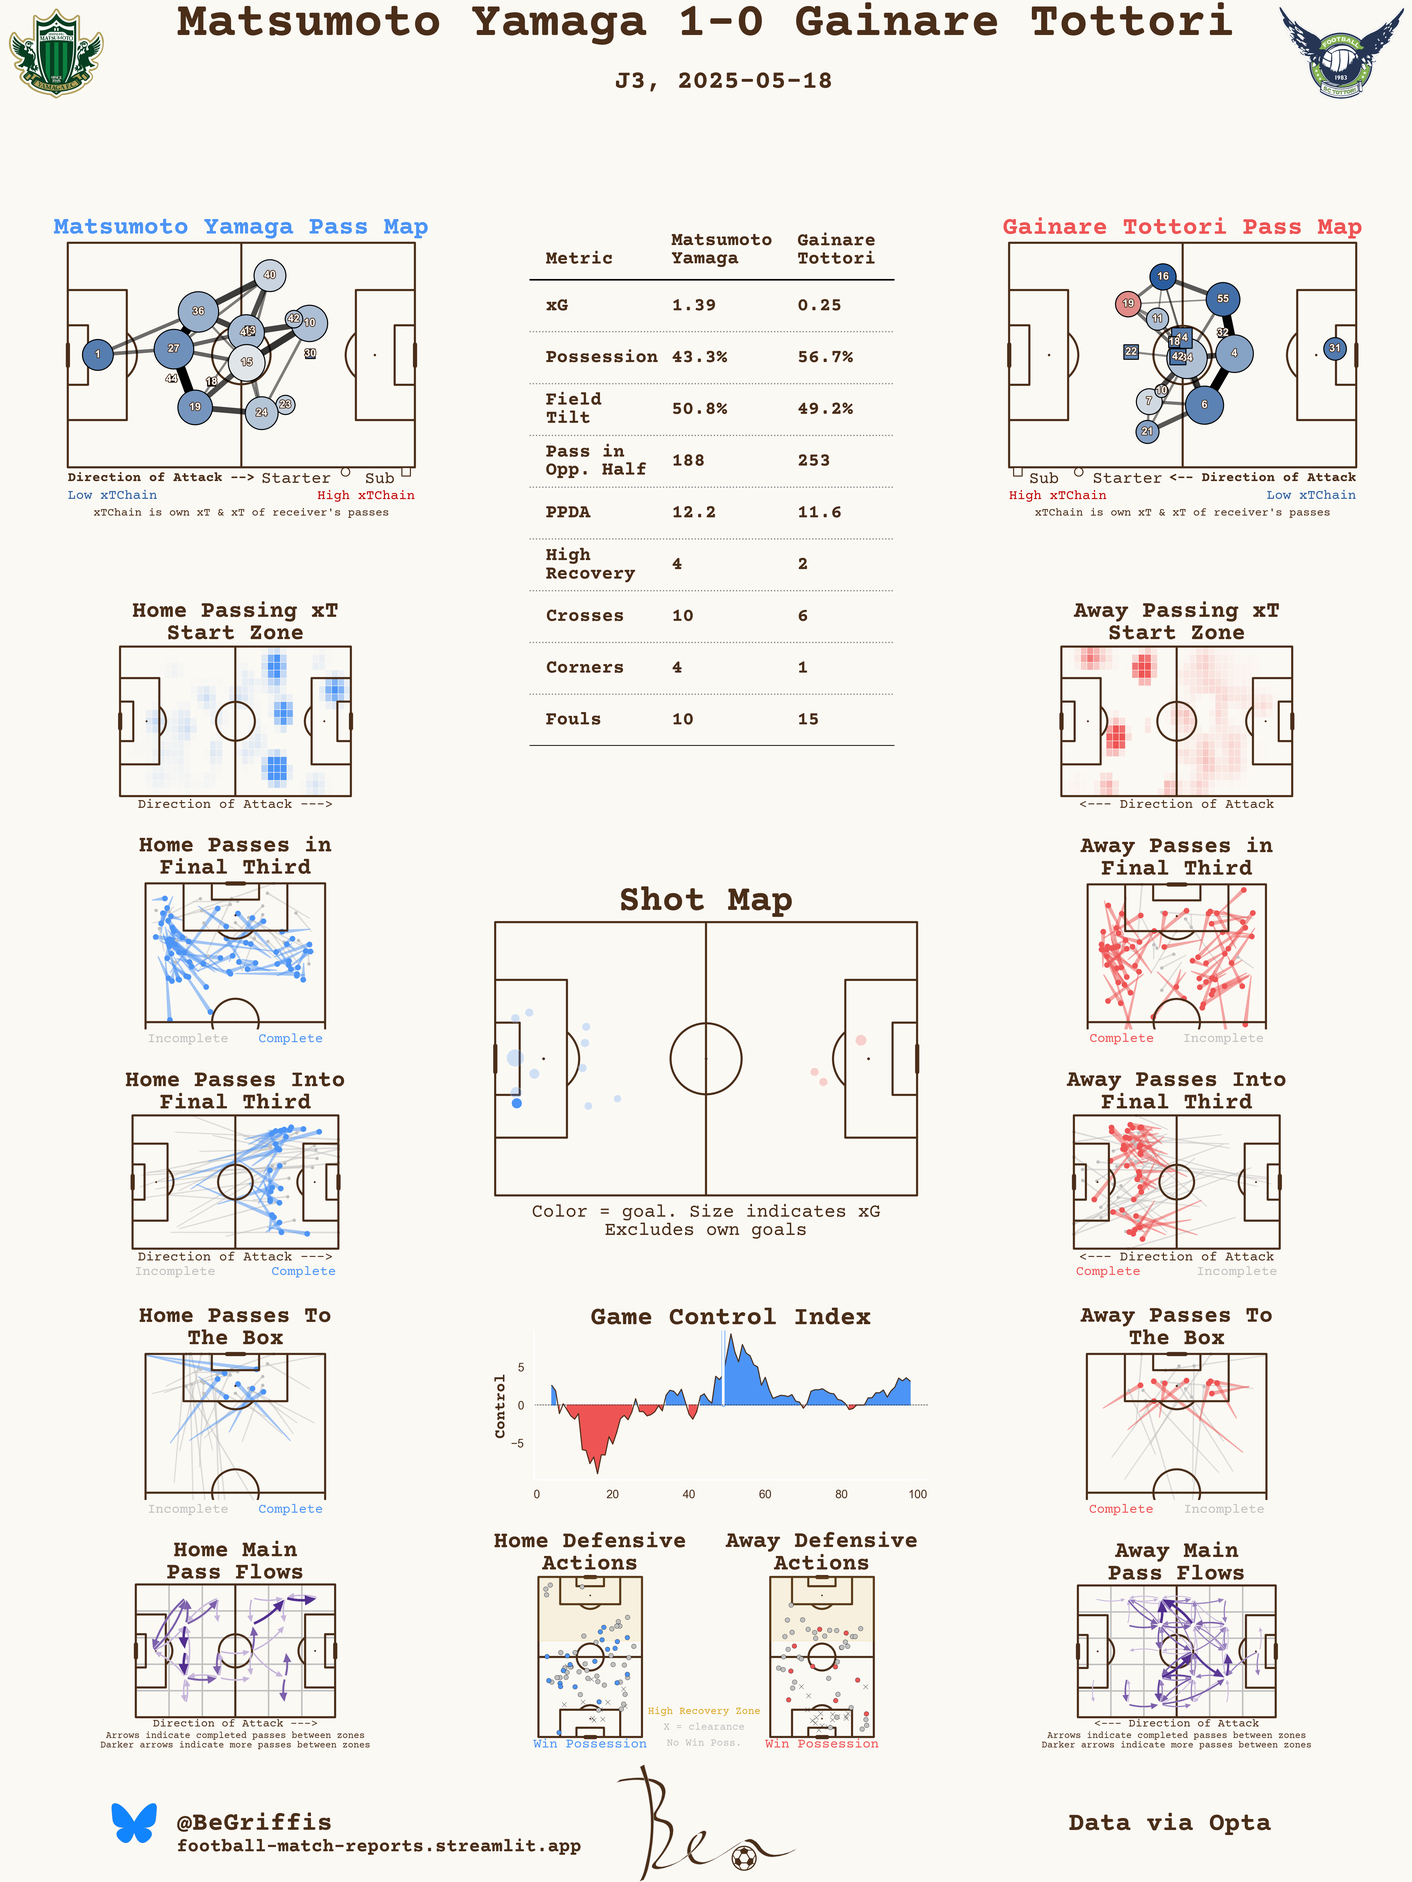 Matsumoto Yamaga 1-0 Gainare Tottori
J3, 2025-05-18
MATSUMOTO
YAMAGA F.C.
FOOTBALL
1983
S.C. TOTTORI
Matsumoto Yamaga Pass Map
40
36
42
10
13
27
1
15
30
44
18
19
24
23
Direction of Attack --> Starter Sub
Low xTChain High xTChain
xTChain is own xT & xT of receiver's passes
Metric Matsumoto Yamaga Gainare Tottori
xG 1.39 0.25
Possession 43.3% 56.7%
Field Tilt 50.8% 49.2%
Pass in Opp. Half 188 253
PPDA 12.2 11.6
High Recovery 4 2
Crosses 10 6
Corners 4 1
Fouls 10 15
Gainare Tottori Pass Map
16
55
19
11
32
14
18
22
42
4
31
10
7
6
21
Sub Starter <-- Direction of Attack
High xTChain Low xTChain
xTChain is own xT & xT of receiver's passes
Home Passing xT
Start Zone
Direction of Attack --->
Away Passing xT
Start Zone
<--- Direction of Attack
Home Passes in
Final Third
Incomplete Complete
Away Passes in
Final Third
Complete Incomplete
Shot Map
Color = goal. Size indicates xG
Excludes own goals
Home Passes Into
Final Third
Direction of Attack --->
Incomplete Complete
Away Passes Into
Final Third
<--- Direction of Attack
Complete Incomplete
Home Passes To
The Box
Incomplete Complete
Game Control Index
Control
5
0
−5
0 20 40 60 80 100
Away Passes To
The Box
Complete Incomplete
Home Main
Pass Flows
Direction of Attack --->
Arrows indicate completed passes between zones
Darker arrows indicate more passes between zones
Home Defensive
Actions
Win Possession
High Recovery Zone
X = clearance
No Win Poss.
Away Defensive
Actions
Win Possession
Away Main
Pass Flows
<--- Direction of Attack
Arrows indicate completed passes between zones
Darker arrows indicate more passes between zones
@BeGriffis
football-match-reports.streamlit.app
Ben
Data via Opta